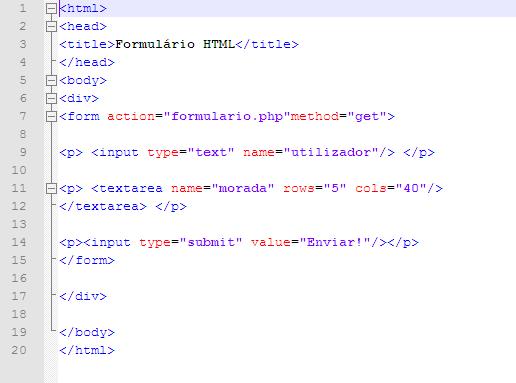 1 <html>
2 <head>
3 <title>Formulário HTML</title>
4 </head>
5 <body>
6 <div>
7 <form action="formulario.php"method="get">
8
9 <p> <input type="text" name="utilizador"/> </p>
10
11 <p> <textarea name="morada" rows="5" cols="40"/>
12 </textarea> </p>
13
14 <p><input type="submit" value="Enviar!"/></p>
15 </form>
16
17 </div>
18
19 </body>
20 </html>